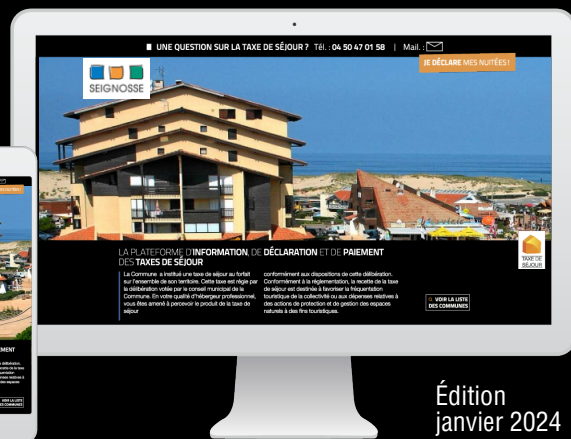 UNE QUESTION SUR LA TAXE DE SÉJOUR ? Tél. : 04 50 47 01 58 | Mail. :
JE DÉCLARE MES NUITÉES !
SEIGNOSSE
LA PLATEFORME D'INFORMATION, DE DÉCLARATION ET DE PAIEMENT
DES TAXES DE SÉJOUR
La Commune a institué une taxe de séjour au forfait
sur l'ensemble de son territoire. Cette taxe est régie par
la délibération votée par le conseil municipal de la
Commune. En votre qualité d'hébergeur professionnel,
vous êtes amené à percevoir le produit de la taxe de
séjour
conformément aux dispositions de cette délibération.
Conformément à la réglementation, la recette de la taxe
de séjour est destinée à favoriser la fréquentation
touristique de la collectivité ou aux dépenses relatives à
des actions de protection et de gestion des espaces
naturels à des fins touristiques.
TAXE DE
SÉJOUR
VOIR LA LISTE
DES COMMUNES
EMENT
VOIR LA LISTE
DES COMMUNES
Édition
janvier 2024